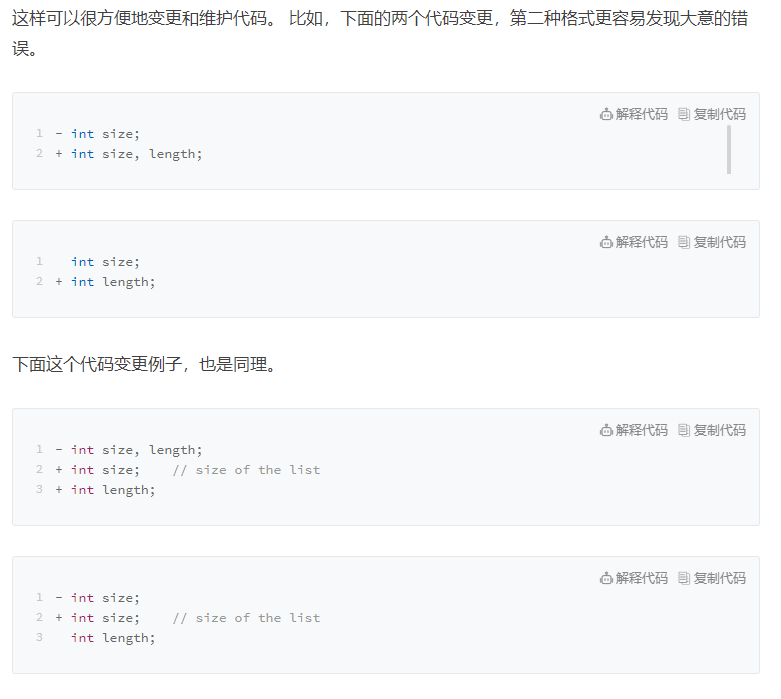 这样可以很方便地变更和维护代码。 比如，下面的两个代码变更，第二种格式更容易发现大意的错
误。
解释代码 复制代码
1 - int size;
2 + int size, length;
解释代码 复制代码
1   int size;
2 + int length;
下面这个代码变更例子，也是同理。
解释代码 复制代码
1 - int size, length;
2 + int size;    // size of the list
3 + int length;
解释代码 复制代码
1 - int size;
2 + int size;    // size of the list
3   int length;